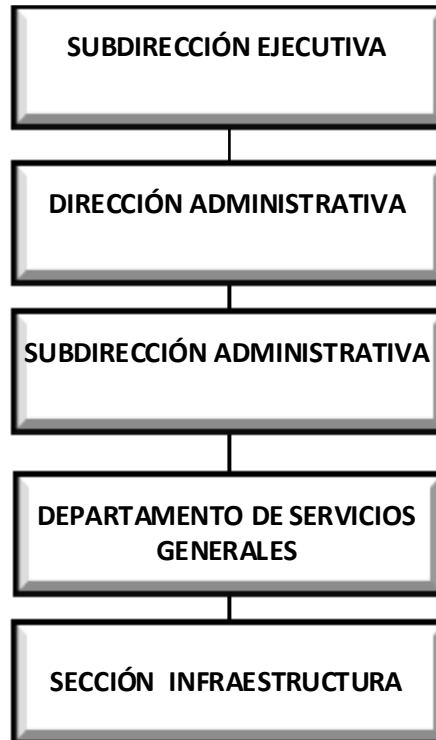 SUBDIRECCIÓN EJECUTIVA
DIRECCIÓN ADMINISTRATIVA
SUBDIRECCIÓN ADMINISTRATIVA
DEPARTAMENTO DE SERVICIOS
GENERALES
SECCIÓN INFRAESTRUCTURA